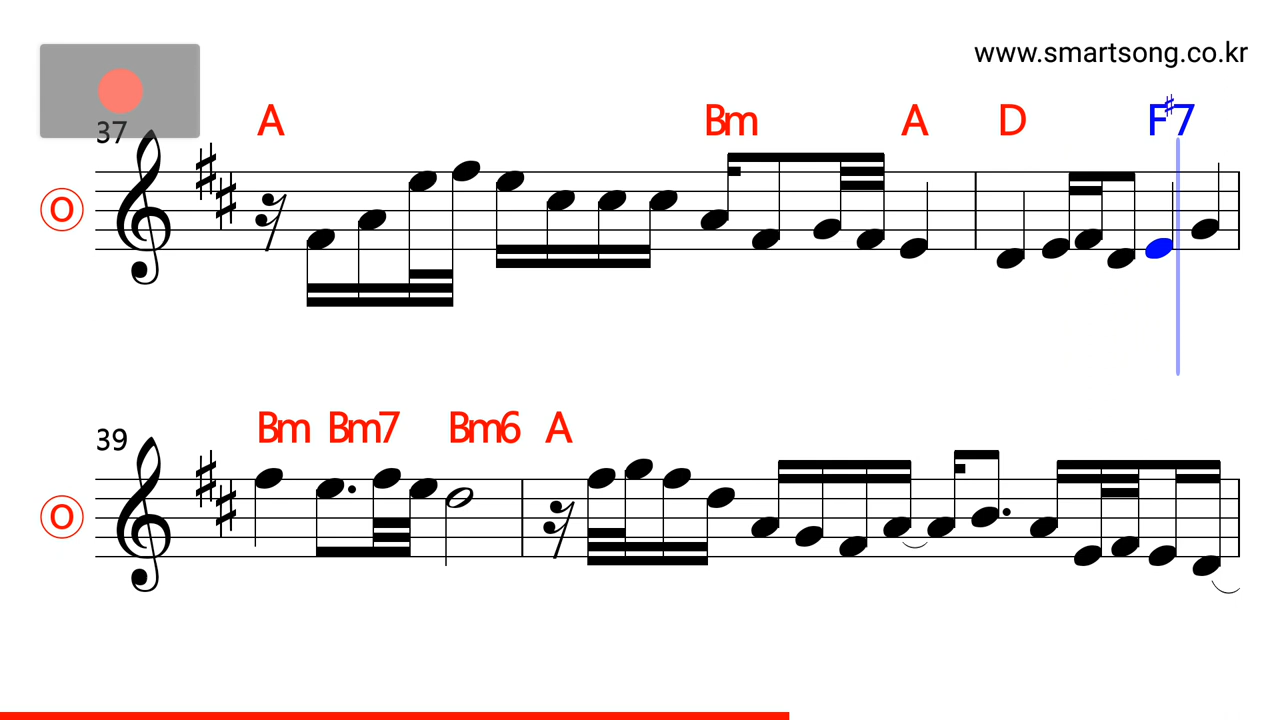 www.smartsong.co.kr
37
A Bm A D F♯7
O
39
Bm Bm7 Bm6 A
O